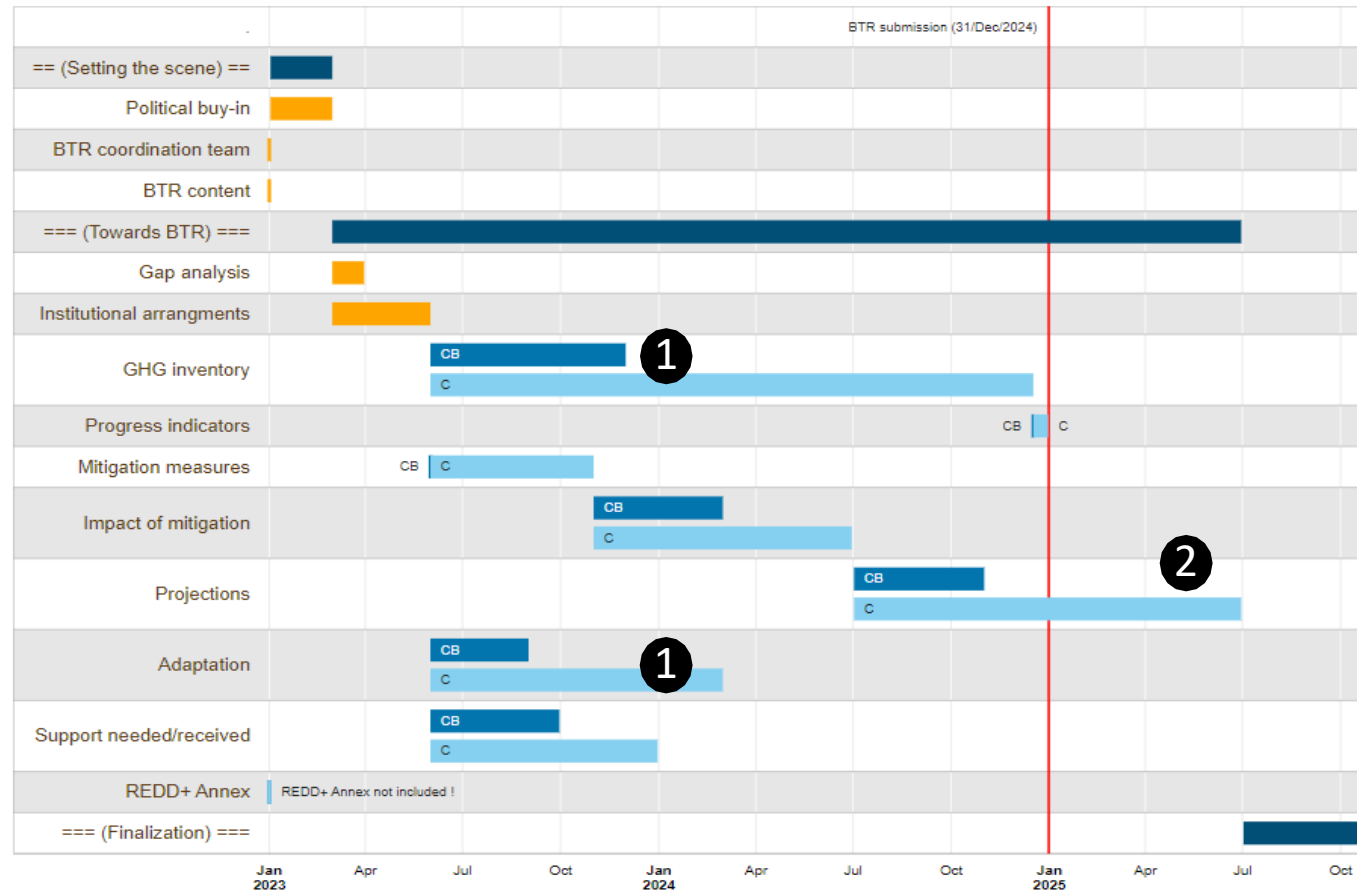 BTR submission (31/Dec/2024)
.
== (Setting the scene) ==
Political buy-in
BTR coordination team
BTR content
=== (Towards BTR) ===
Gap analysis
Institutional arrangments
GHG inventory
CB
C
1
Progress indicators
CB
C
Mitigation measures
CB
C
Impact of mitigation
CB
C
Projections
CB
C
2
Adaptation
CB
C
1
Support needed/received
CB
C
REDD+ Annex
REDD+ Annex not included !
=== (Finalization) ===
Jan Apr Jul Oct Jan Apr Jul Oct Jan Apr Jul Oct
2023 2024 2025